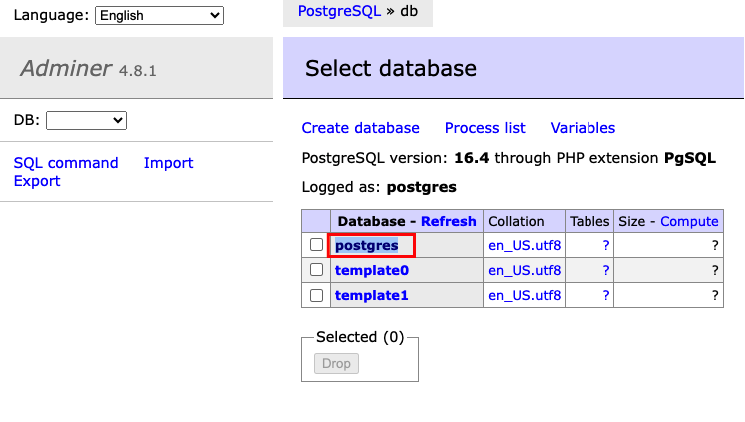 Language: English
PostgreSQL » db
Adminer 4.8.1
Select database
DB:
SQL command Import
Export
Create database Process list Variables
PostgreSQL version: 16.4 through PHP extension PgSQL
Logged as: postgres
Database - Refresh Collation Tables Size - Compute
postgres en_US.utf8 ? ?
template0 en_US.utf8 ? ?
template1 en_US.utf8 ? ?
Selected (0)
Drop